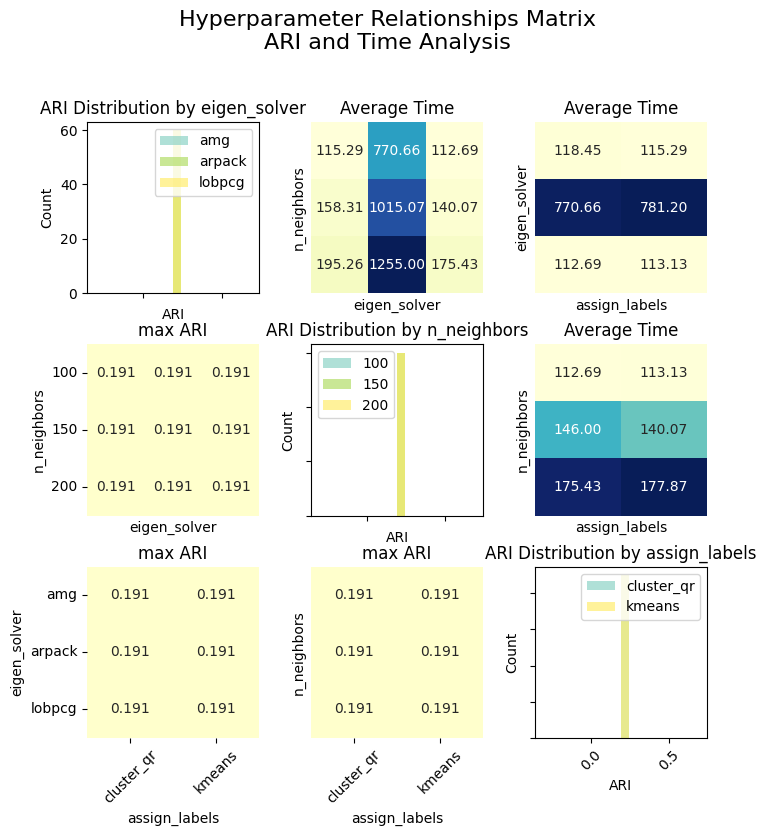 Hyperparameter Relationships Matrix
ARI and Time Analysis
ARI Distribution by eigen_solver
Average Time
Average Time
60
40
20
0
Count
amg
arpack
lobpcg
ARI
n_neighbors
115.29 770.66 112.69
158.31 1015.07 140.07
195.26 1255.00 175.43
eigen_solver
eigen_solver
118.45 115.29
770.66 781.20
112.69 113.13
assign_labels
max ARI
ARI Distribution by n_neighbors
Average Time
n_neighbors
100 0.191 0.191 0.191
150 0.191 0.191 0.191
200 0.191 0.191 0.191
eigen_solver
Count
100
150
200
ARI
n_neighbors
112.69 113.13
146.00 140.07
175.43 177.87
assign_labels
max ARI
max ARI
ARI Distribution by assign_labels
eigen_solver
amg 0.191 0.191
arpack 0.191 0.191
lobpcg 0.191 0.191
cluster_qr kmeans
assign_labels
n_neighbors
0.191 0.191
0.191 0.191
0.191 0.191
cluster_qr kmeans
assign_labels
Count
cluster_qr
kmeans
0.0 0.5
ARI